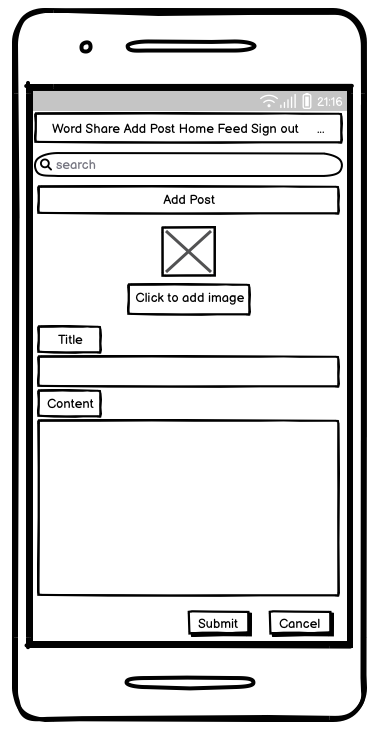 21:16
Word Share Add Post Home Feed Sign out ...
search
Add Post
Click to add image
Title
Content
Submit Cancel